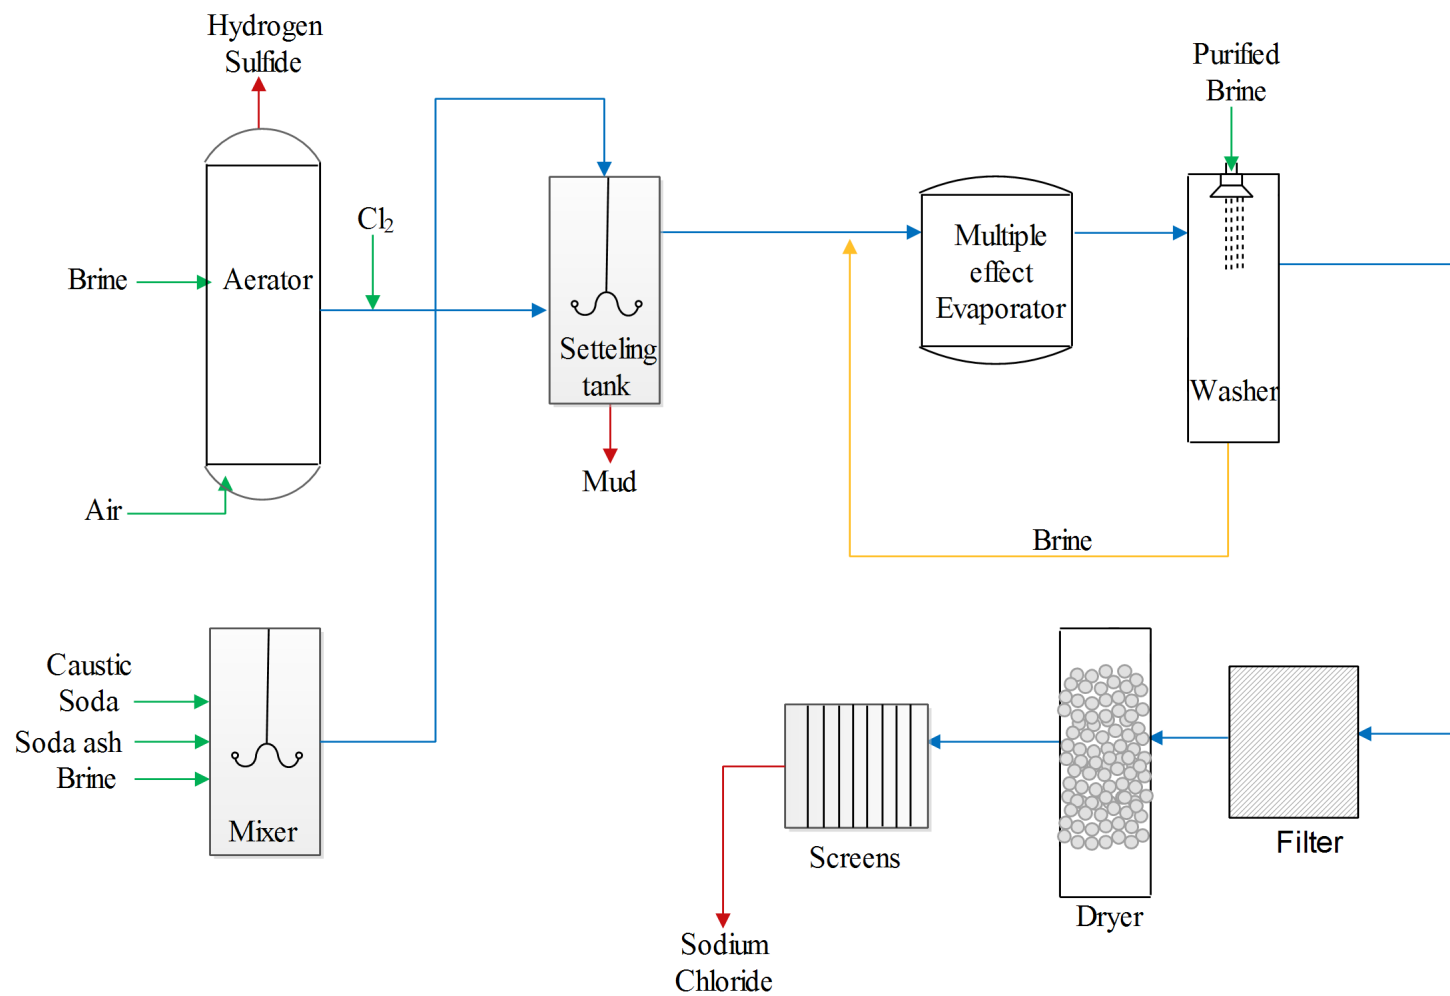 Hydrogen
Sulfide
Purified
Brine
Cl₂
Brine
Aerator
Multiple
effect
Evaporator
Setteling
tank
Washer
Mud
Air
Brine
Caustic
Soda
Soda ash
Brine
Mixer
Filter
Screens
Dryer
Sodium
Chloride